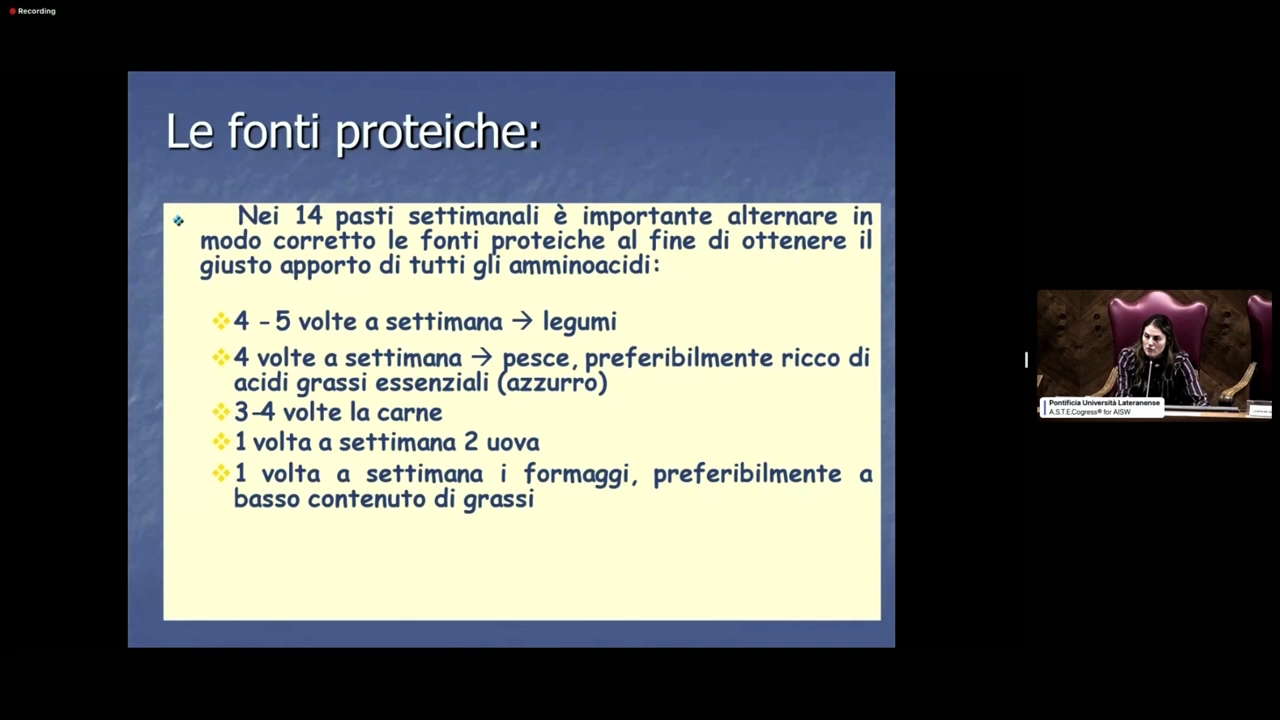 Recording
Le fonti proteiche:
Nei 14 pasti settimanali è importante alternare in
modo corretto le fonti proteiche al fine di ottenere il
giusto apporto di tutti gli amminoacidi:
4 - 5 volte a settimana → legumi
4 volte a settimana → pesce, preferibilmente ricco di
acidi grassi essenziali (azzurro)
3-4 volte la carne
1 volta a settimana 2 uova
1 volta a settimana i formaggi, preferibilmente a
basso contenuto di grassi
Pontificia Università Lateranense
A.S.T.E.Cogress® for AISW